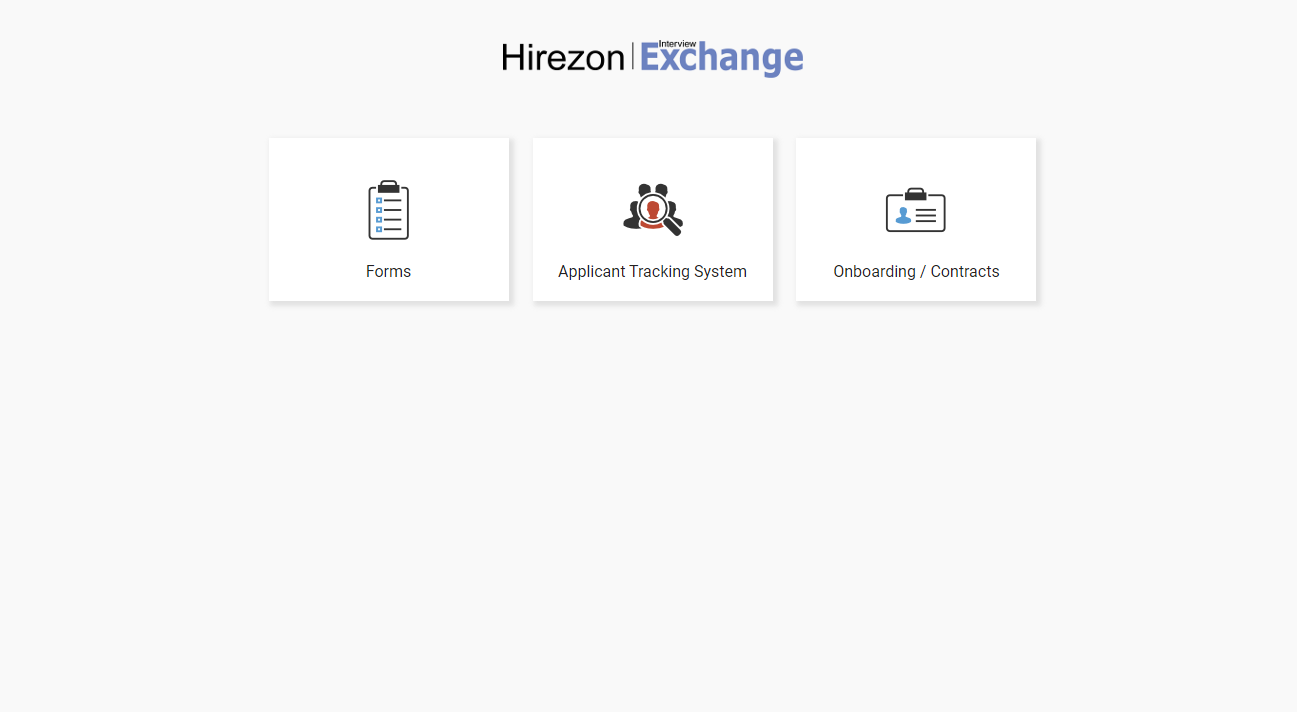 Hirezon | Interview Exchange
Forms
Applicant Tracking System
Onboarding / Contracts